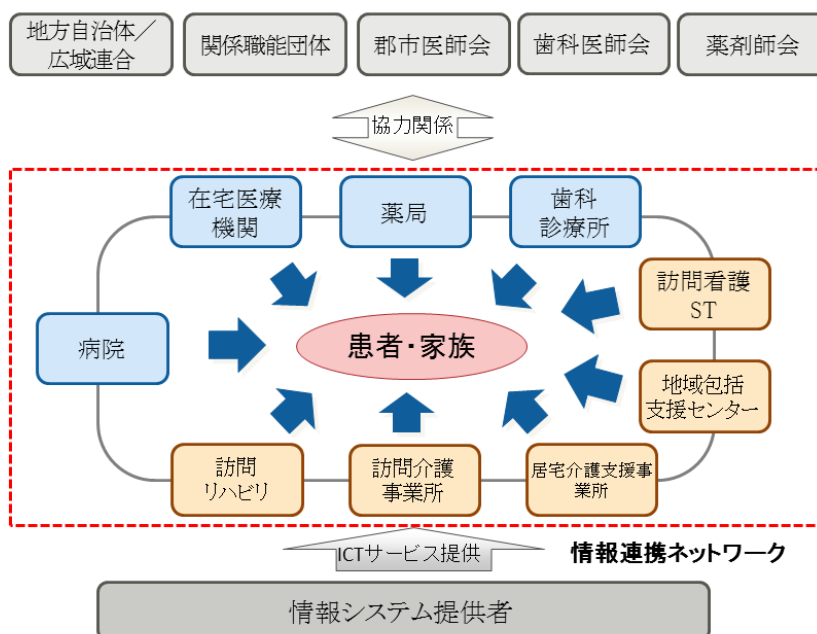 地方自治体／
広域連合
関係職能団体
郡市医師会
歯科医師会
薬剤師会
協力関係
在宅医療
機関
薬局
歯科
診療所
訪問看護
ST
病院
患者・家族
地域包括
支援センター
訪問
リハビリ
訪問介護
事業所
居宅介護支援事
業所
ICTサービス提供
情報連携ネットワーク
情報システム提供者